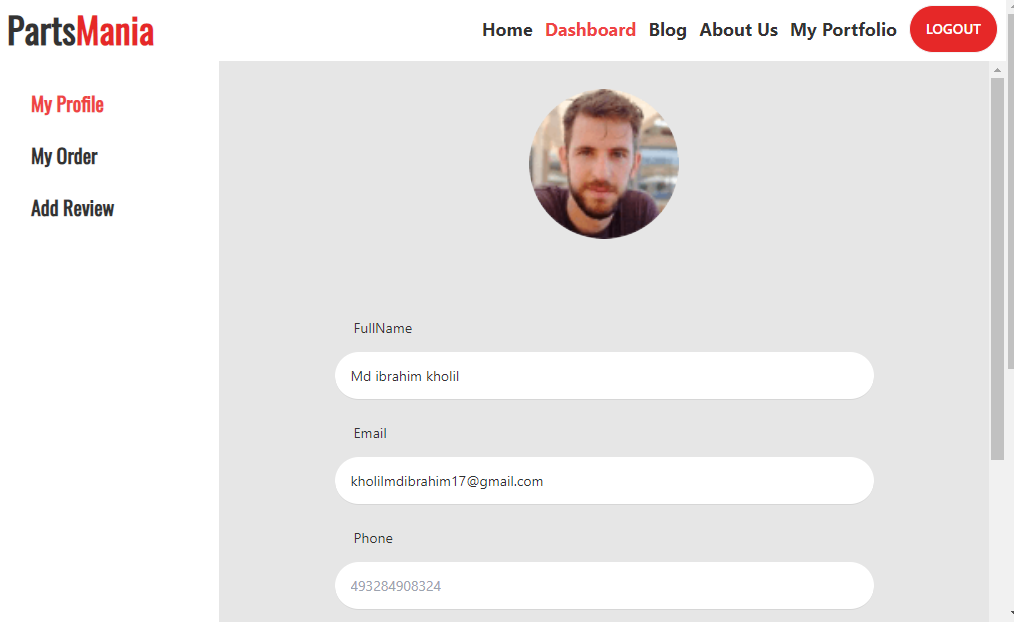 PartsMania
Home Dashboard Blog About Us My Portfolio LOGOUT
My Profile
My Order
Add Review
FullName
Md ibrahim kholil
Email
kholilmdibrahim17@gmail.com
Phone
493284908324